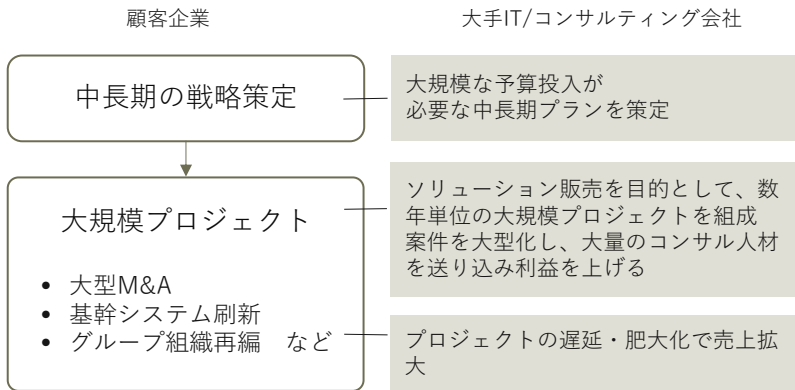 顧客企業
大手IT/コンサルティング会社
中長期の戦略策定
大規模な予算投入が
必要な中長期プランを策定
大規模プロジェクト
• 大型M&A
• 基幹システム刷新
• グループ組織再編　など
ソリューション販売を目的として、数
年単位の大規模プロジェクトを組成
案件を大型化し、大量のコンサル人材
を送り込み利益を上げる
プロジェクトの遅延・肥大化で売上拡
大